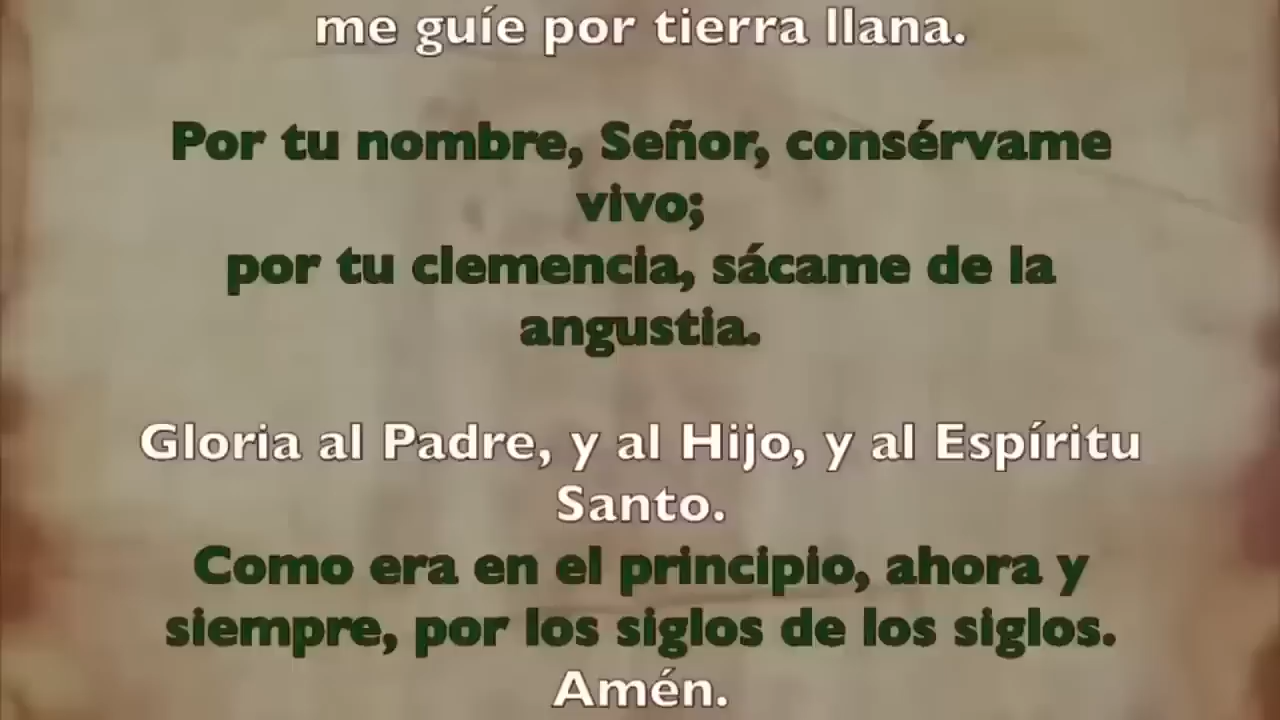 me guíe por tierra llana.
Por tu nombre, Señor, consérvame
vivo;
por tu clemencia, sácame de la
angustia.
Gloria al Padre, y al Hijo, y al Espíritu
Santo.
Como era en el principio, ahora y
siempre, por los siglos de los siglos.
Amén.